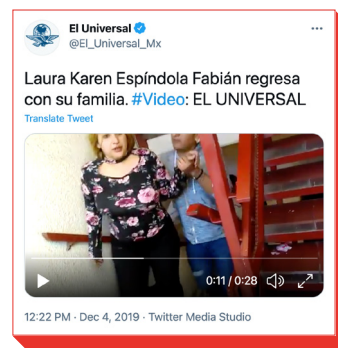 El Universal
@El_Universal_Mx
Laura Karen Espíndola Fabián regresa
con su familia. #Video: EL UNIVERSAL
Translate Tweet
0:11 / 0:28
12:22 PM · Dec 4, 2019 · Twitter Media Studio